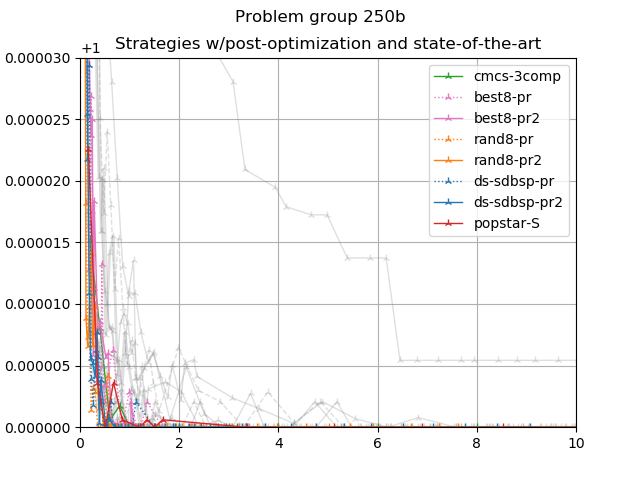 Problem group 250b
Strategies w/post-optimization and state-of-the-art
+1
0.000030
0.000025
0.000020
0.000015
0.000010
0.000005
0.000000
0 2 4 6 8 10
cmcs-3comp
best8-pr
best8-pr2
rand8-pr
rand8-pr2
ds-sdbsp-pr
ds-sdbsp-pr2
popstar-S